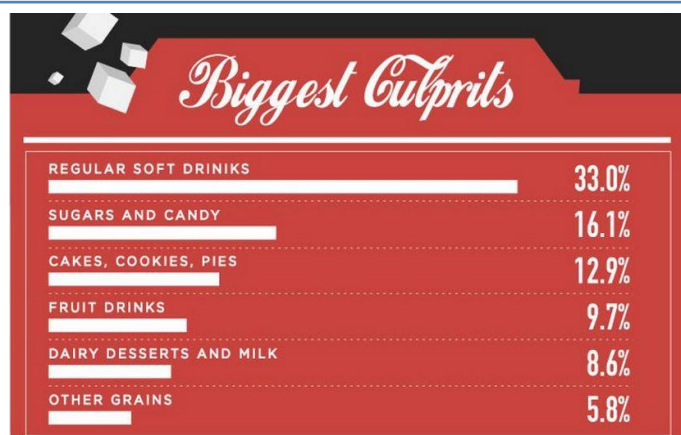 Biggest Culprits
REGULAR SOFT DRINIKS
33.0%
SUGARS AND CANDY
16.1%
CAKES, COOKIES, PIES
12.9%
FRUIT DRINKS
9.7%
DAIRY DESSERTS AND MILK
8.6%
OTHER GRAINS
5.8%